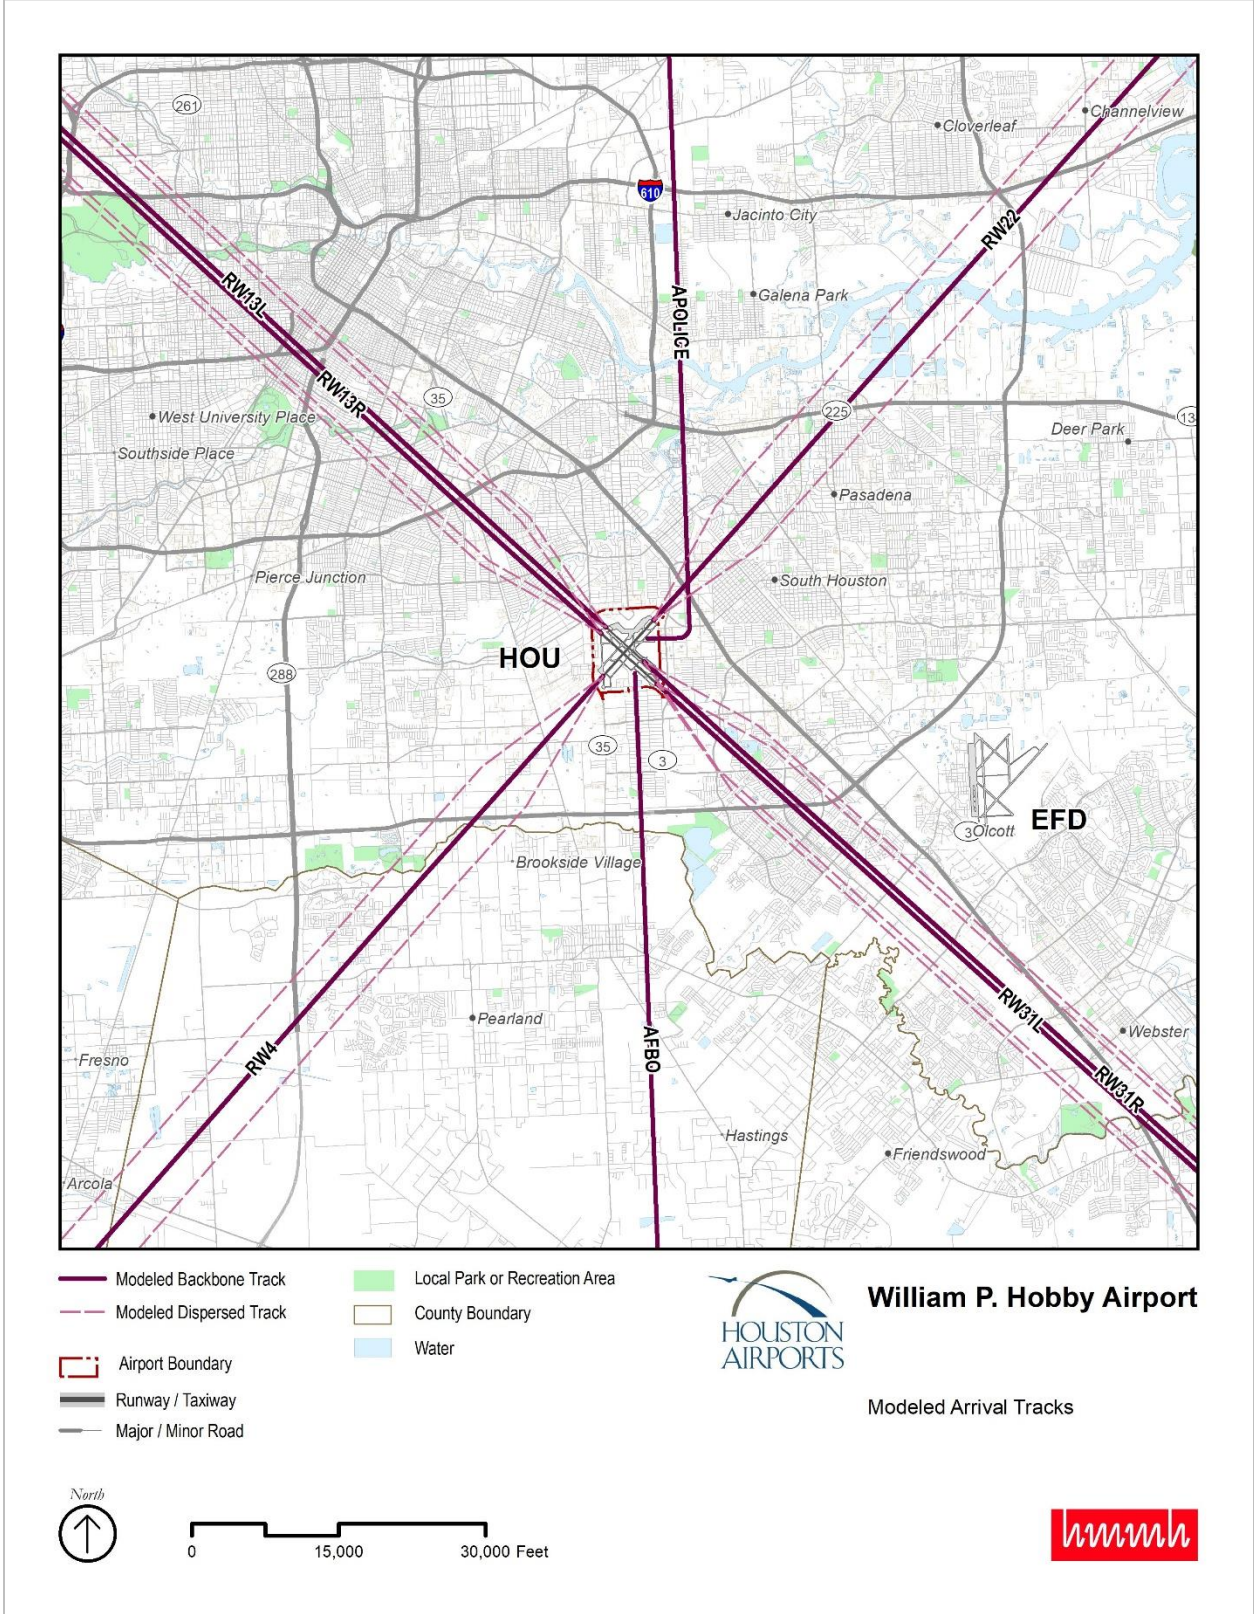 261
Channelview
Cloverleaf
610
Jacinto City
RW22
RW13L
APOLICE
Galena Park
RW13R
35
225
13
West University Place
Deer Park
Southside Place
Pasadena
Pierce Junction
South Houston
HOU
288
35
3
EFD
3
Olcott
Brookside Village
RW31L
Pearland
Webster
AFBO
RW4
Fresno
RW31R
Hastings
Friendswood
Arcola
Modeled Backbone Track
Modeled Dispersed Track
Airport Boundary
Runway / Taxiway
Major / Minor Road
Local Park or Recreation Area
County Boundary
Water
HOUSTON
AIRPORTS
William P. Hobby Airport
Modeled Arrival Tracks
North
0 15,000 30,000 Feet
hmmh